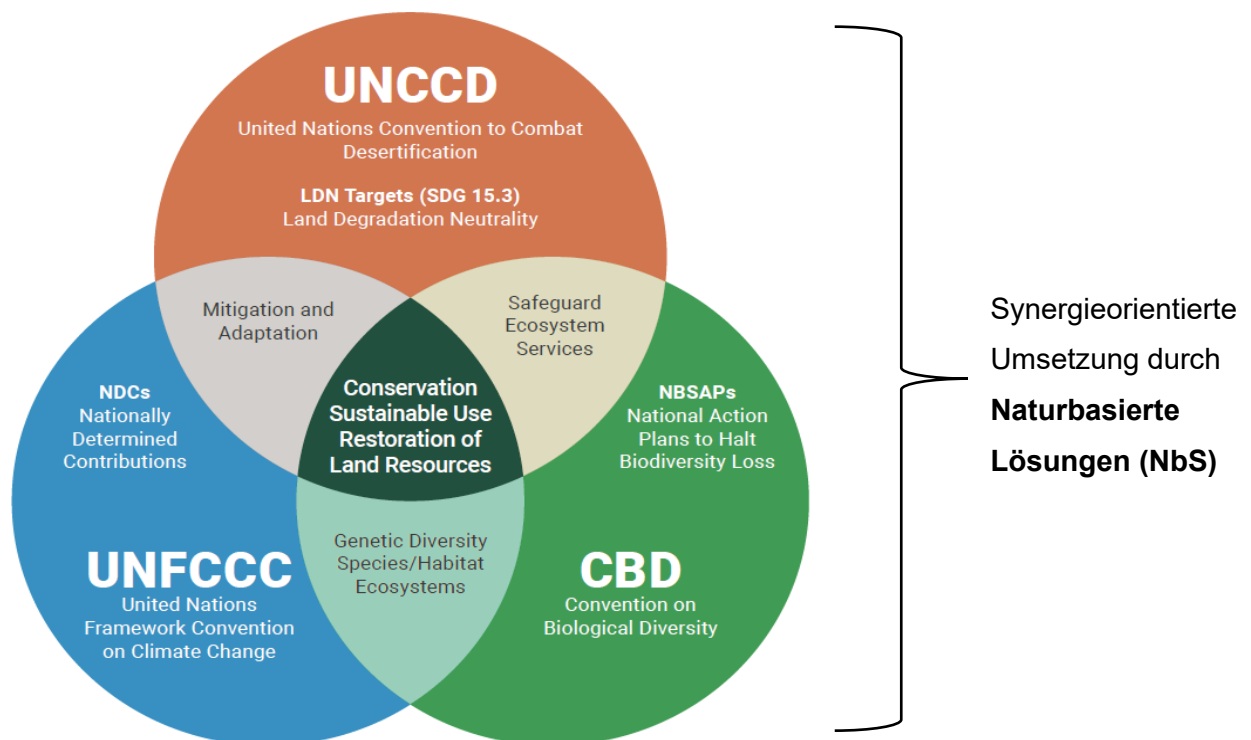 UNCCD
United Nations Convention to Combat
Desertification
LDN Targets (SDG 15.3)
Land Degradation Neutrality
Mitigation and
Adaptation
Safeguard
Ecosystem
Services
NDCs
Nationally
Determined
Contributions
Conservation
Sustainable Use
Restoration of
Land Resources
NBSAPs
National Action
Plans to Halt
Biodiversity Loss
Genetic Diversity
Species/Habitat
Ecosystems
UNFCCC
United Nations
Framework Convention
on Climate Change
CBD
Convention on
Biological Diversity
Synergieorientierte
Umsetzung durch
Naturbasierte
Lösungen (NbS)